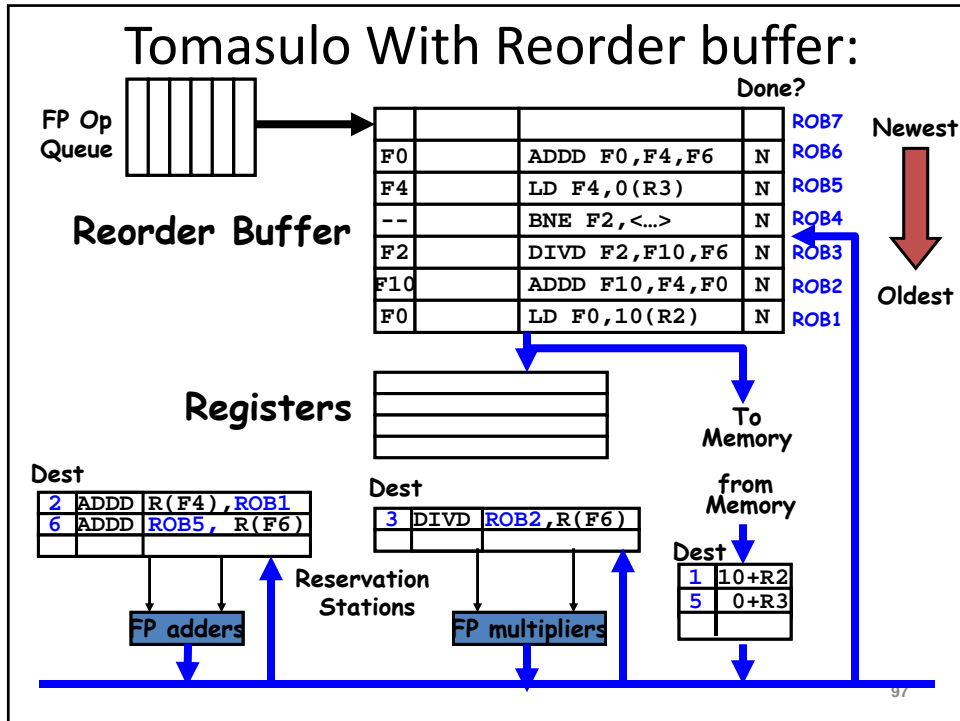 Tomasulo With Reorder buffer:
Done?
FP Op
Queue
ROB7
Newest
F0 ADDD F0,F4,F6 N ROB6
F4 LD F4,0(R3) N ROB5
-- BNE F2,<…> N ROB4
Reorder Buffer
F2 DIVD F2,F10,F6 N ROB3
F10 ADDD F10,F4,F0 N ROB2
Oldest
F0 LD F0,10(R2) N ROB1
Registers
To
Memory
from
Memory
Dest
2 ADDD R(F4),ROB1
6 ADDD ROB5, R(F6)
Dest
3 DIVD ROB2,R(F6)
Dest
1 10+R2
5 0+R3
Reservation
Stations
FP adders
FP multipliers
97